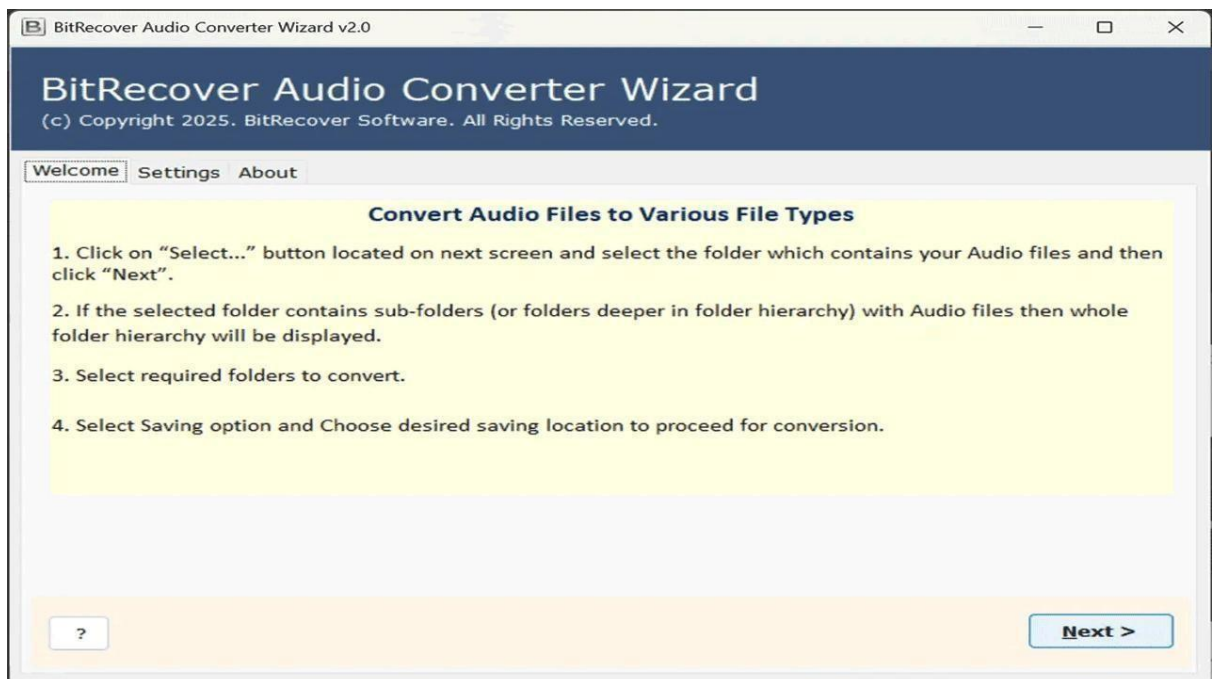 BitRecover Audio Converter Wizard v2.0
BitRecover Audio Converter Wizard
(c) Copyright 2025. BitRecover Software. All Rights Reserved.
Welcome Settings About
Convert Audio Files to Various File Types
1. Click on “Select...” button located on next screen and select the folder which contains your Audio files and then
click “Next”.
2. If the selected folder contains sub-folders (or folders deeper in folder hierarchy) with Audio files then whole
folder hierarchy will be displayed.
3. Select required folders to convert.
4. Select Saving option and Choose desired saving location to proceed for conversion.
? Next >